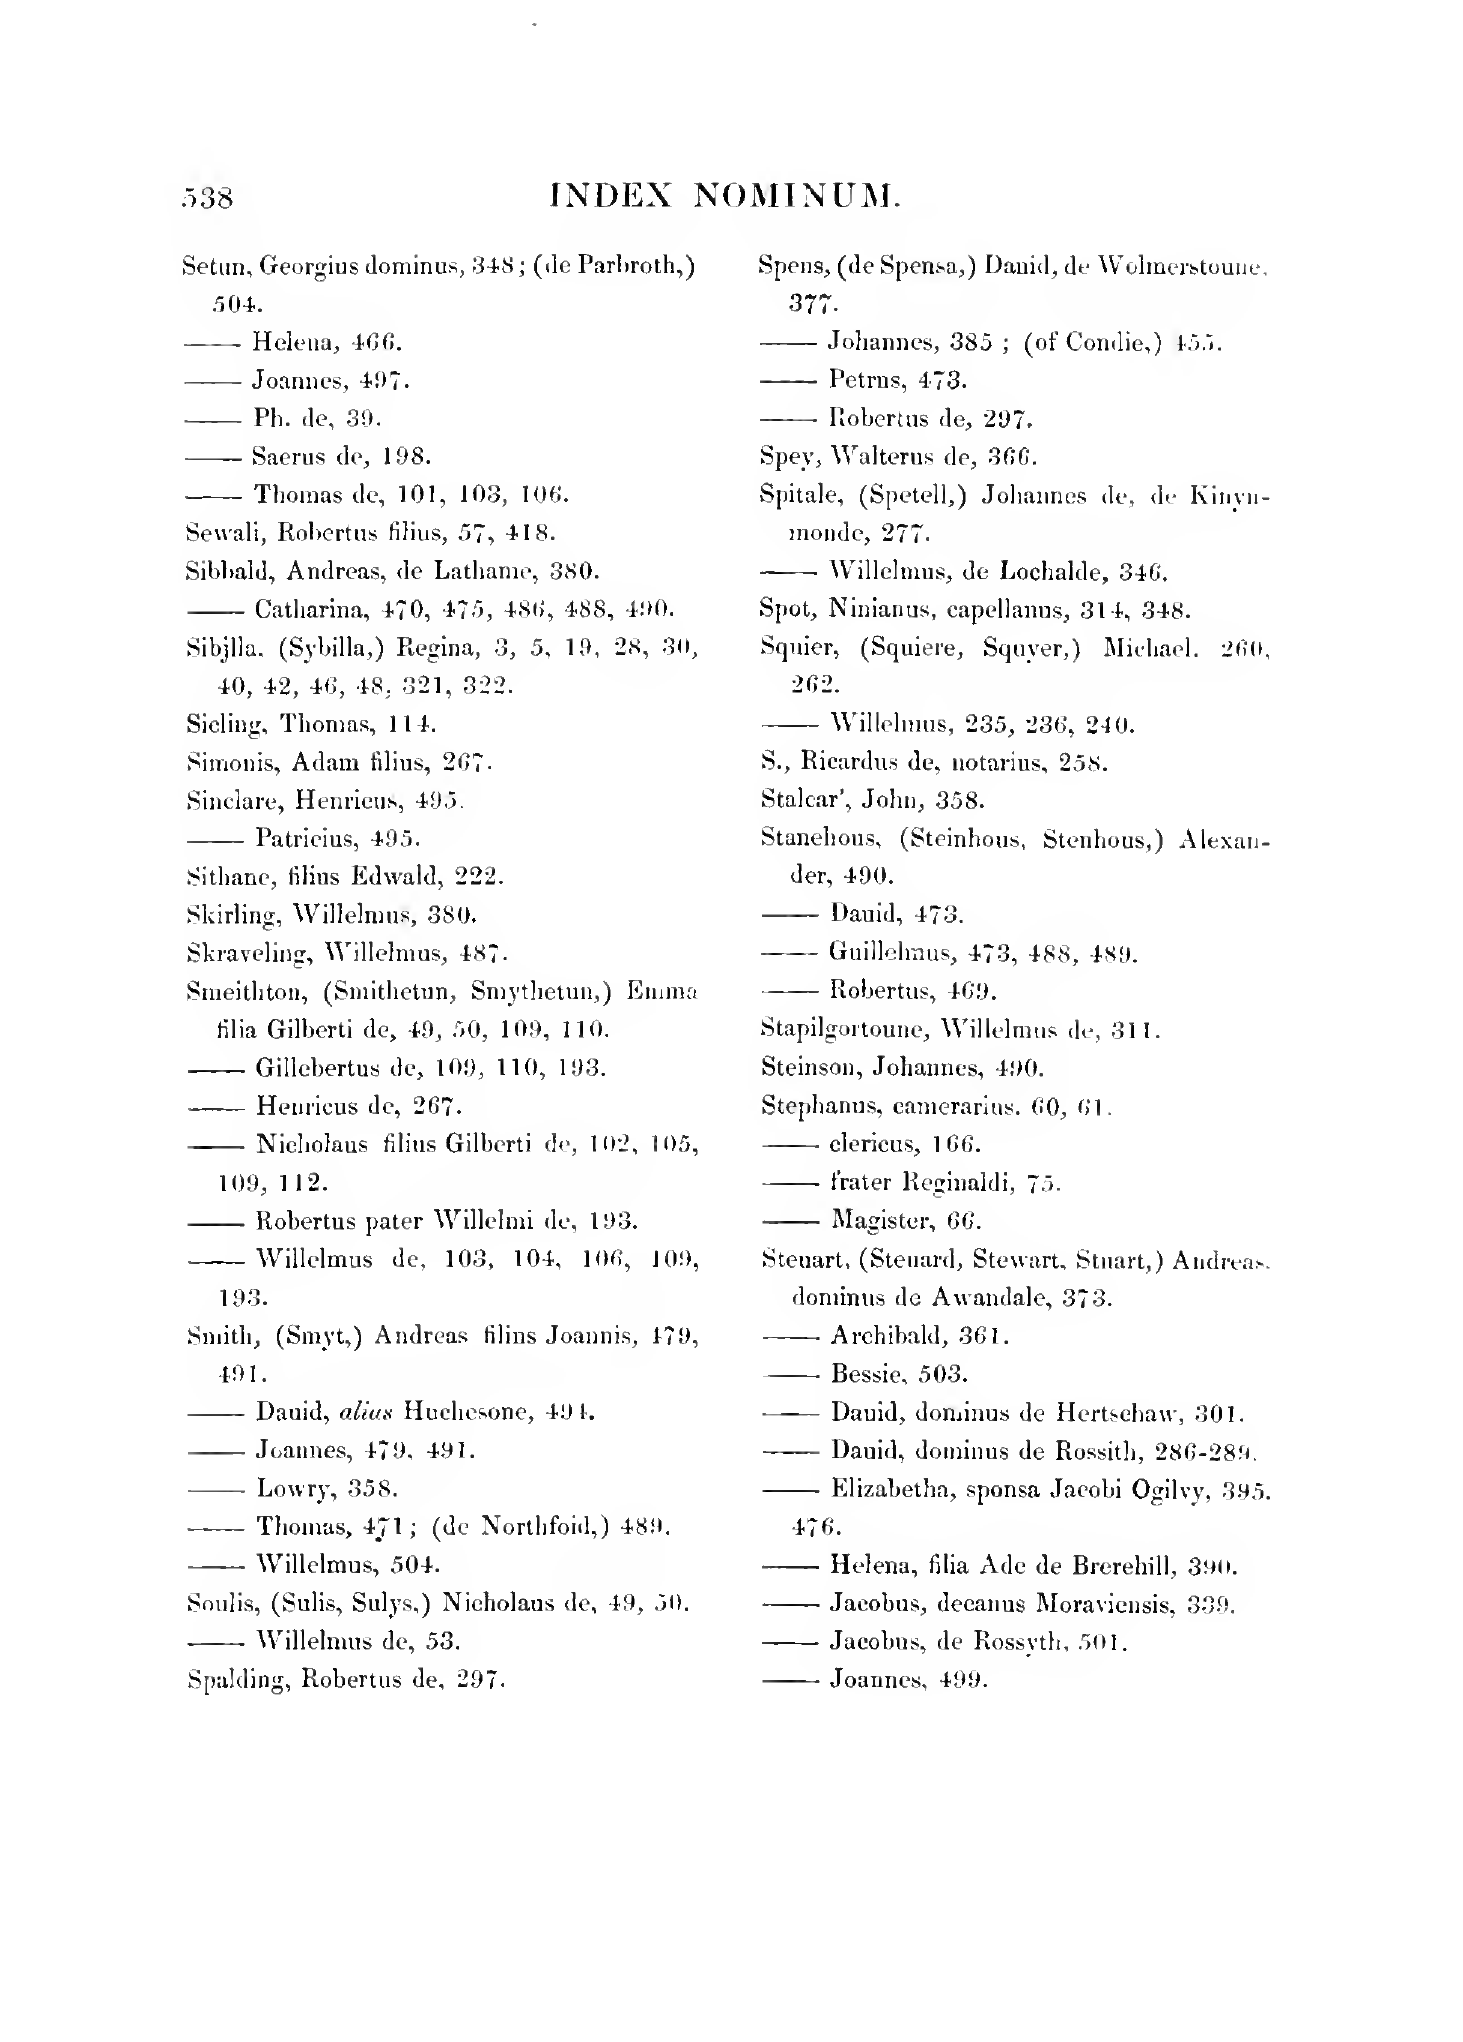 538
INDEX NOMINUM.
Setun, Georgius dominus, 348; (de Parbroth,)
504.
—— Helena, 466.
—— Joannes, 497.
—— Ph. de, 39.
—— Saerus de, 198.
—— Thomas de, 101, 103, 106.
Sewali, Robertus filius, 57, 418.
Sibbald, Andreas, de Lathame, 380.
—— Catharina, 470, 475, 486, 488, 490.
Sibjlla, (Sybilla,) Regina, 3, 5, 19, 28, 30,
40, 42, 46, 48, 321, 322.
Sicling, Thomas, 114.
Simonis, Adam filius, 267.
Sinclare, Henricus, 495.
—— Patricius, 495.
Sithanc, filius Edwald, 222.
Skirling, Willelmus, 380.
Skraveling, Willelmus, 487.
Smeithton, (Smithetun, Smythetun,) Emma
filia Gilberti de, 49, 50, 109, 110.
—— Gillebertus de, 109, 110, 193.
—— Henricus de, 267.
—— Nicholaus filius Gilberti de, 102, 105,
109, 112.
—— Robertus pater Willelmi de, 193.
—— Willelmus de, 103, 104, 106, 109,
193.
Smith, (Smyt,) Andreas filius Joannis, 479,
491.
—— Dauid, alias Huchesone, 494.
—— Joannes, 479, 491.
—— Lowry, 358.
—— Thomas, 471; (de Northfoid,) 489.
—— Willelmus, 504.
Soulis, (Sulis, Sulys,) Nicholaus de, 49, 50.
—— Willelmus de, 53.
Spalding, Robertus de, 297.
Spens, (de Spensa,) Dauid, de Wolmerstoune,
377.
—— Johannes, 385 ; (of Condie,) 455.
—— Petrus, 473.
—— Robertus de, 297.
Spey, Walterus de, 366.
Spitale, (Spetell,) Johannes de, de Kinyn-
monde, 277.
—— Willelmus, de Lochalde, 346.
Spot, Ninianus, capellanus, 314, 348.
Squier, (Squiere, Squyer,) Michael. 260,
262.
—— Willelmus, 235, 236, 240.
S., Ricardus de, notarius, 258.
Stalcar', John, 358.
Stanehous, (Steinhous, Stenhous,) Alexan-
der, 490.
—— Dauid, 473.
—— Guillelmus, 473, 488, 489.
—— Robertus, 469.
Stapilgortoune, Willelmus de, 311.
Steinson, Johannes, 490.
Stephanus, camerarius. 60, 61.
—— clericus, 166.
—— frater Reginaldi, 75.
—— Magister, 66.
Steuart, (Steuard, Stewart, Stuart,) Andreas,
dominus de Awandale, 373.
—— Archibald, 361.
—— Bessie, 503.
—— Dauid, dominus de Hertschaw, 301.
—— Dauid, dominus de Rossith, 286-289.
—— Elizabetha, sponsa Jacobi Ogilvy, 395.
476.
—— Helena, filia Ade de Brerehill, 390.
—— Jacobus, decanus Moraviensis, 339.
—— Jacobus, de Rossyth, 501.
—— Joannes, 499.